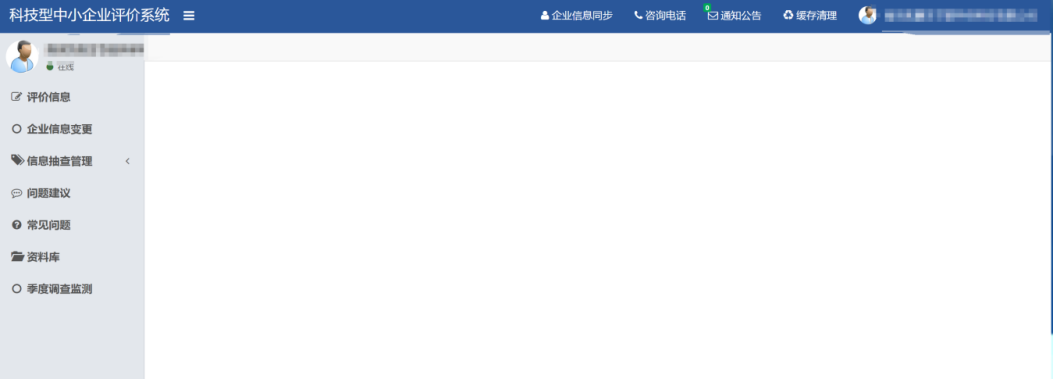 科技型中小企业评价系统
企业信息同步 咨询电话 0 通知公告 缓存清理
在线
评价信息
企业信息变更
信息抽查管理
问题建议
常见问题
资料库
季度调查监测